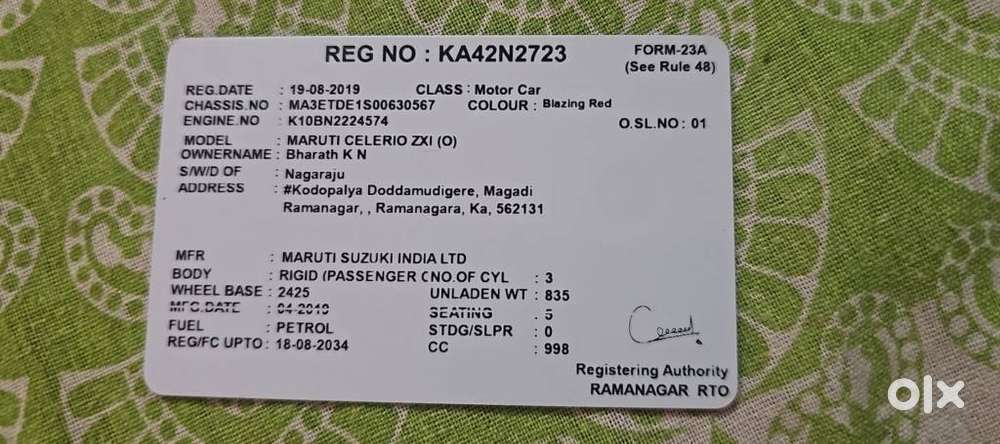 REG NO : KA42N2723
FORM-23A
(See Rule 48)
REG.DATE : 19-08-2019 CLASS : Motor Car
CHASSIS.NO : MA3ETDE1S00630567 COLOUR : Blazing Red
ENGINE.NO : K10BN2224574 O.SL.NO : 01
MODEL : MARUTI CELERIO ZXI (O)
OWNERNAME : Bharath K N
S/W/D OF : Nagaraju
ADDRESS : #Kodopalya Doddamudigere, Magadi
Ramanagar, , Ramanagara, Ka, 562131
MFR : MARUTI SUZUKI INDIA LTD
BODY : RIGID (PASSENGER C NO.OF CYL : 3
WHEEL BASE : 2425 UNLADEN WT : 835
MFG.DATE : 04-2019 SEATING : 5
FUEL : PETROL STDG/SLPR : 0
REG/FC UPTO : 18-08-2034 CC : 998
Registering Authority
RAMANAGAR RTO
olx